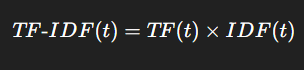 TF-IDF(t) = TF(t) × IDF(t)